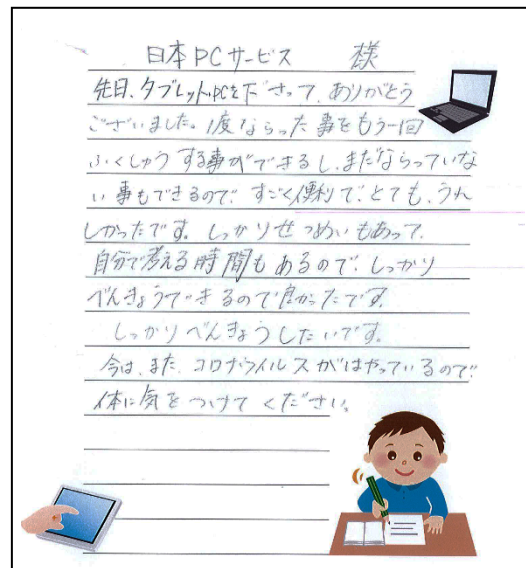 日本PCサービス 様
先日、タブレットPCを下さって、ありがとう
ございました。1度ならった事をもう一回
ふくしゅうする事ができるし、まだならっていな
い事もできるので、すごく便利で、とても、うれ
しかったです。しっかりせつめいもあって、
自分で考える時間もあるので、しっかり
べんきょうできるので良かったです。
しっかりべんきょうしたいです。
今は、また、コロナウイルスがはやっているので
体に気をつけてください。